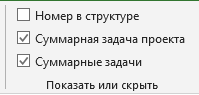 Номер в структуре
Суммарная задача проекта
Суммарные задачи
Показать или скрыть